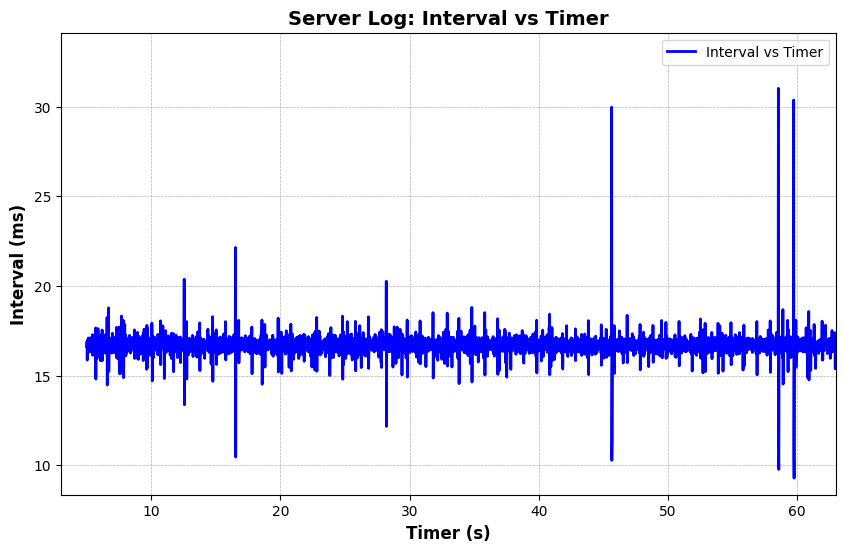 Server Log: Interval vs Timer
Interval vs Timer
30
25
20
15
10
Interval (ms)
10 20 30 40 50 60
Timer (s)